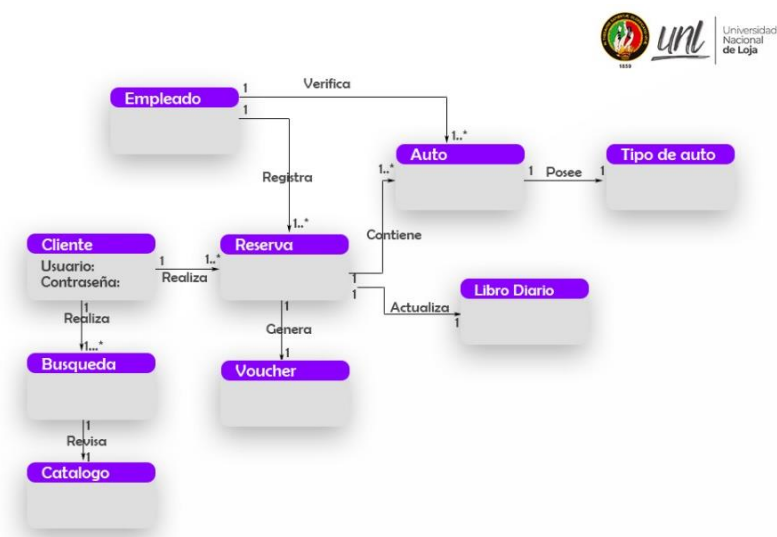 unl
Universidad
Nacional
de Loja
1859
Empleado
1
Verifica
1..*
1
Registra
1..*
Auto
1
Posee
1
Tipo de auto
1..*
Contiene
1
Cliente
Usuario:
Contraseña:
1
Realiza
1..*
Reserva
1
Actualiza
1
Libro Diario
1
Realiza
1...*
1
Genera
1
Busqueda
Voucher
1
Revisa
1
Catalogo